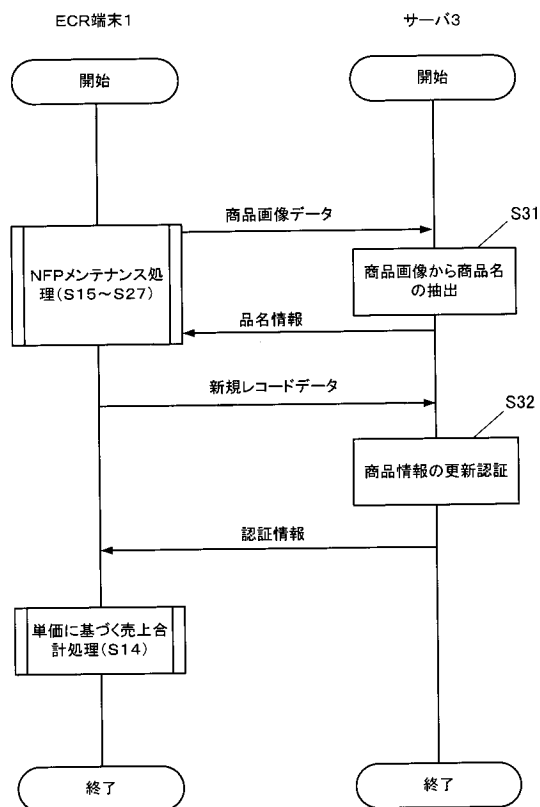 ECR端末1
サーバ3
開始
開始
商品画像データ
S31
NFPメンテナンス処
理(S15~S27)
商品画像から商品名
の抽出
品名情報
新規レコードデータ
S32
商品情報の更新認証
認証情報
単価に基づく売上合
計処理(S14)
終了
終了